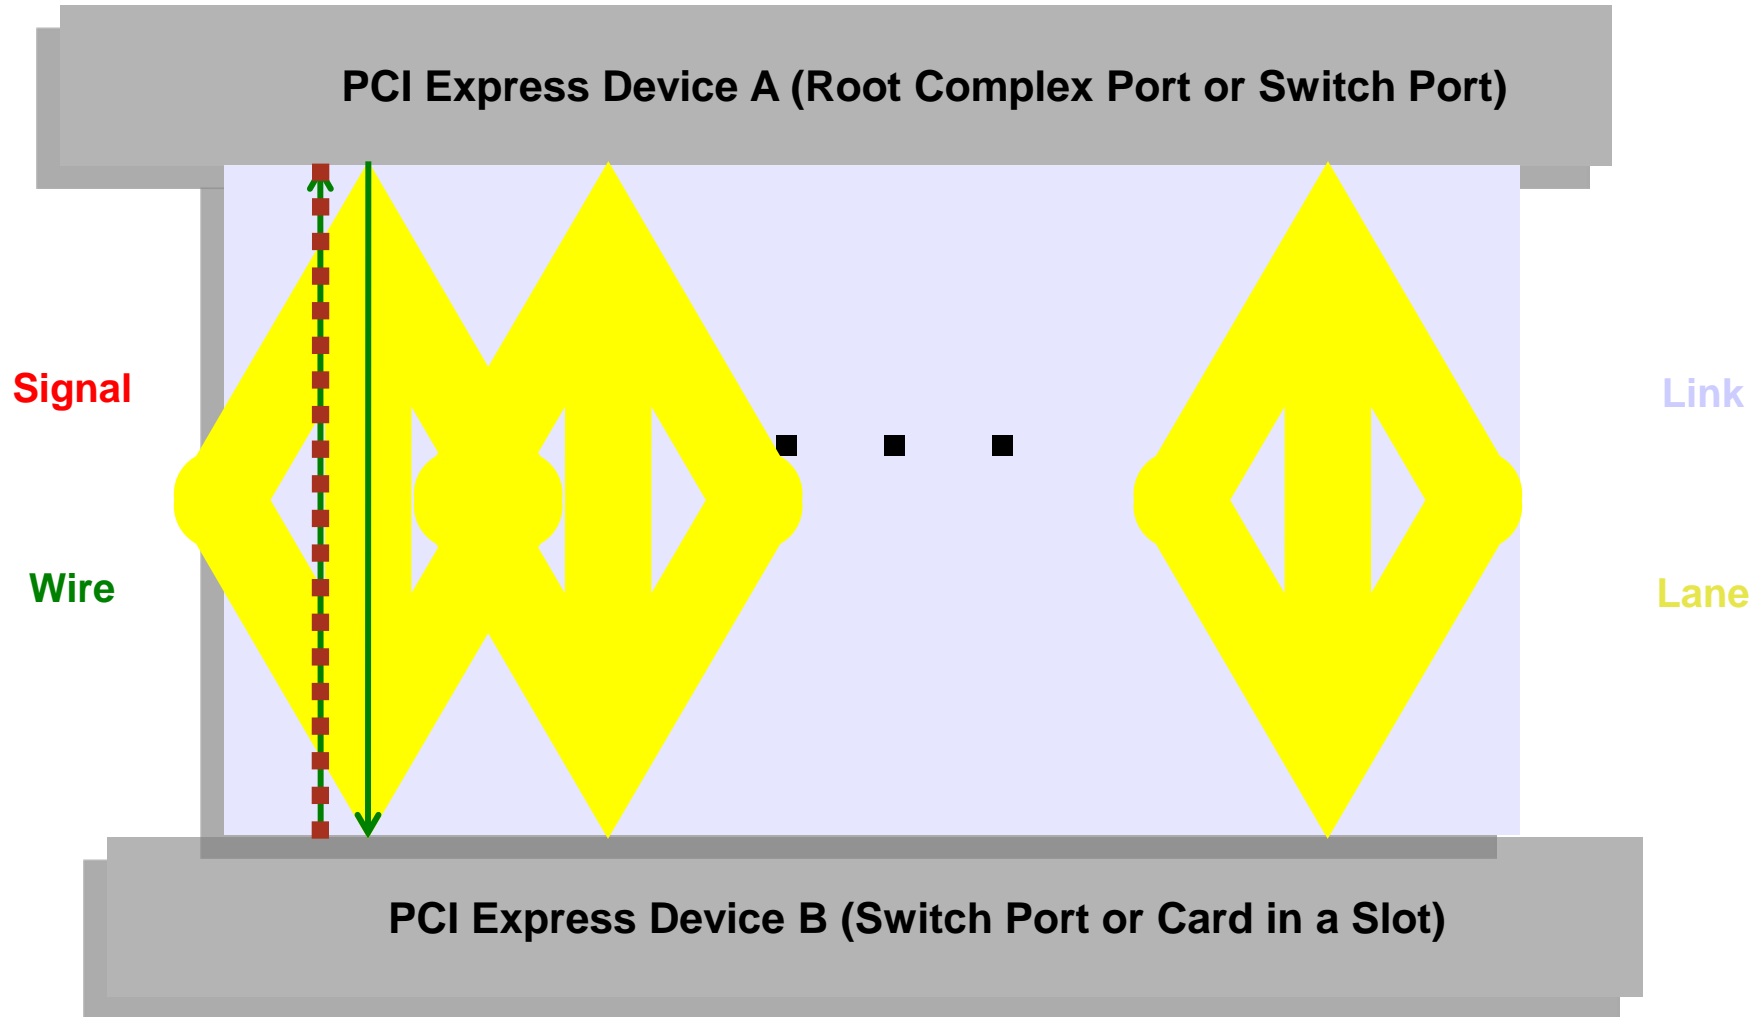 PCI Express Device A (Root Complex Port or Switch Port)
Signal
Link
Wire
Lane
PCI Express Device B (Switch Port or Card in a Slot)